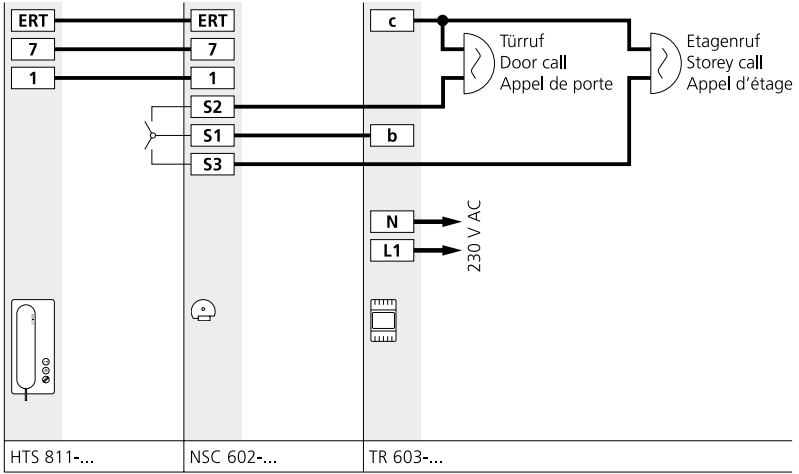 ERT ERT c
7 7
1 1
S2
S1 b
S3
Türruf
Door call
Appel de porte
Etagenruf
Storey call
Appel d'étage
N
L1
230 V AC
HTS 811-... NSC 602-... TR 603-...